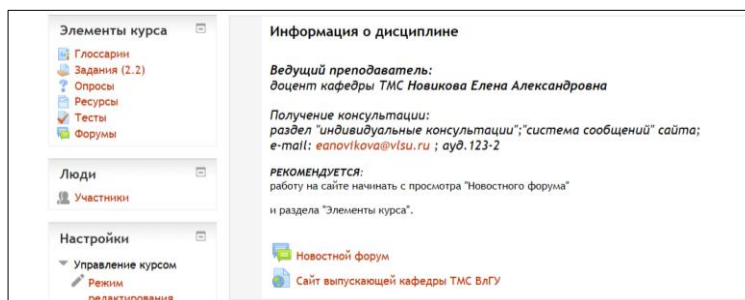 Элементы курса
Глоссарии
Задания (2.2)
Опросы
Ресурсы
Тесты
Форумы
Люди
Участники
Настройки
Управление курсом
Режим
редактирования
Информация о дисциплине
Ведущий преподаватель:
доцент кафедры ТМС Новикова Елена Александровна
Получение консультации:
раздел "индивидуальные консультации";"система сообщений" сайта;
e-mail: eanovikova@vlsu.ru ; ауд.123-2
РЕКОМЕНДУЕТСЯ:
работу на сайте начинать с просмотра "Новостного форума"
и раздела "Элементы курса".
Новостной форум
Сайт выпускающей кафедры ТМС ВлГУ